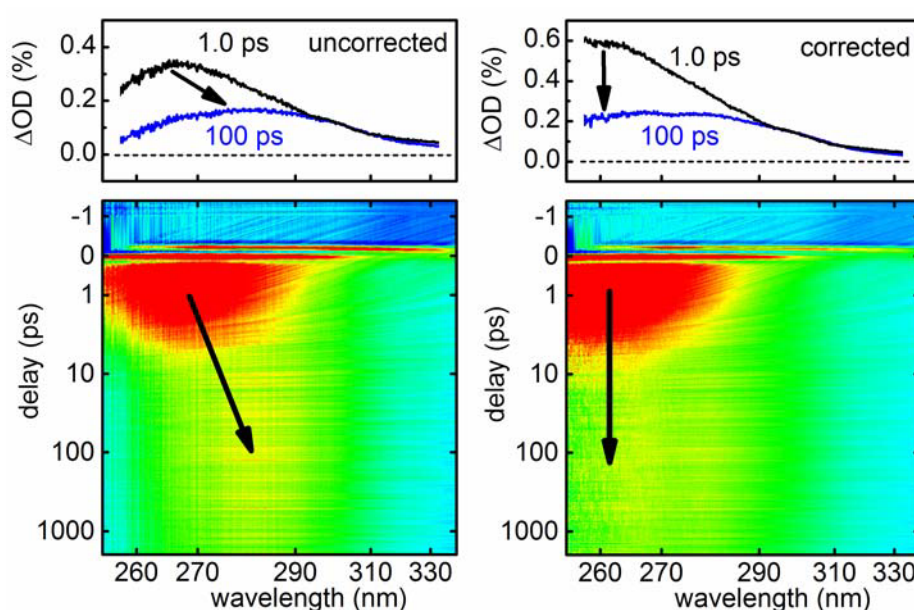 uncorrected
ΔOD (%)
0.4
0.2
0.0
1.0 ps
100 ps
corrected
ΔOD (%)
0.6
0.4
0.2
0.0
1.0 ps
100 ps
delay (ps)
-1
0
1
10
100
1000
260 270 290 310 330
wavelength (nm)
delay (ps)
-1
0
1
10
100
1000
260 270 290 310 330
wavelength (nm)